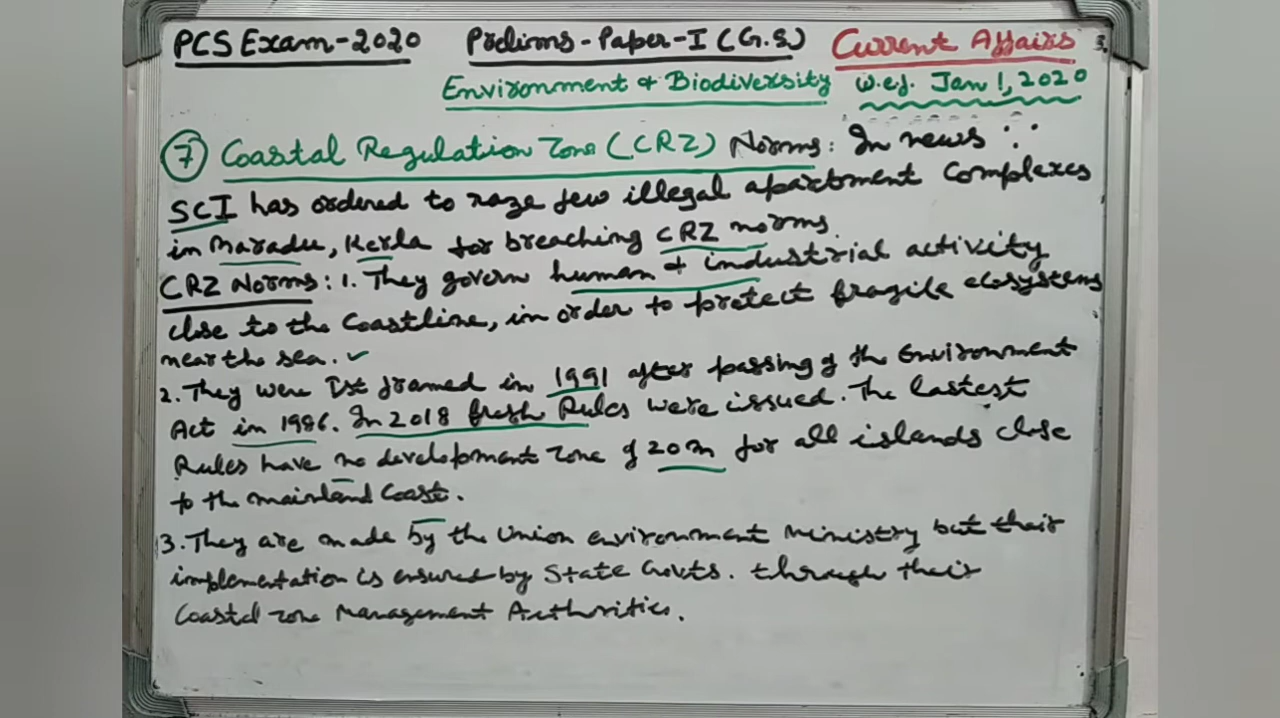 PCS Exam-2020 Prelims-Paper-I (G.S.) Current Affairs 3.
Environment & Biodiversity w.e.f. Jan 1, 2020
7 Coastal Regulation Zone (CRZ) Norms: In news ∵
SCI has ordered to raze few illegal apartment Complexes
in Maradu, Kerla for breaching CRZ norms.
CRZ Norms: 1. They govern human & industrial activity
close to the Coastline, in order to protect fragile ecosystems
near the sea. ✓
2. They were Ist framed in 1991 after passing of the Environment
Act in 1986. In 2018 fresh Rules were issued. The lastest
Rules have no development zone of 20m for all islands close
to the mainland Coast.
3. They are made by the Union environment Ministry but their
implementation is ensured by State Govts. through their
Coastal zone Management Authorities.